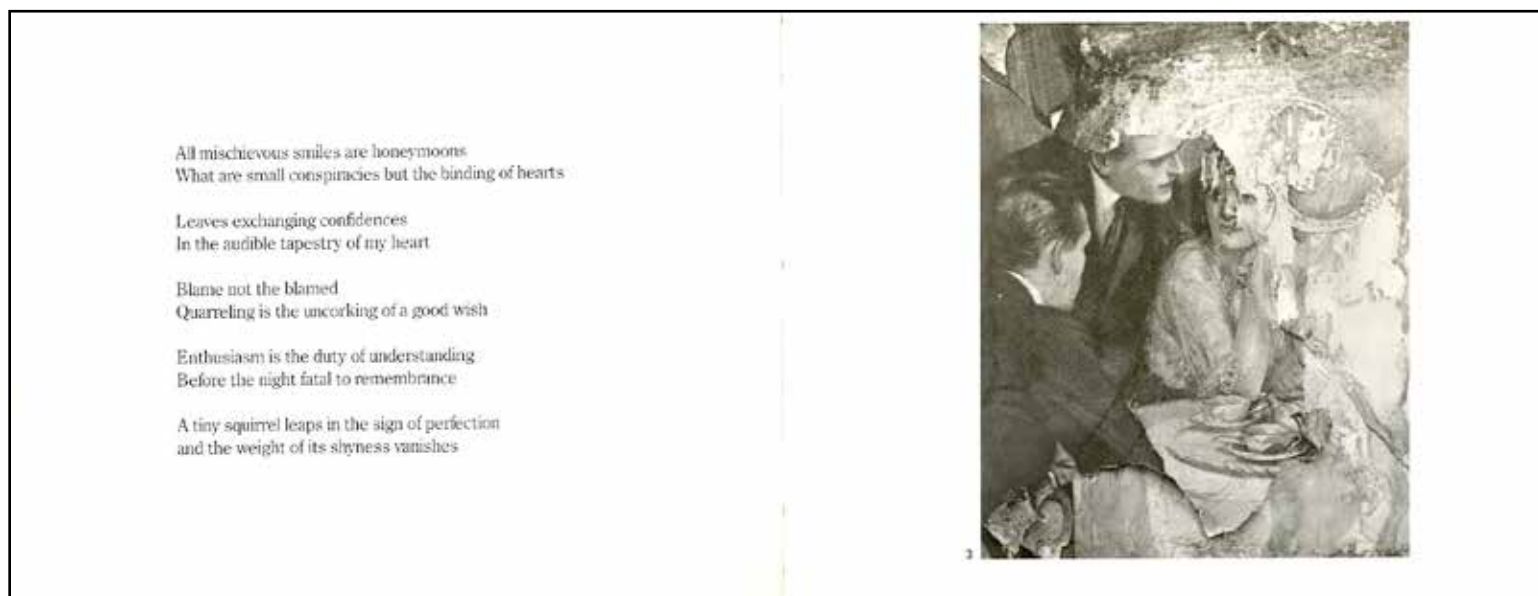 All mischievous smiles are honeymoons
What are small conspiracies but the binding of hearts
Leaves exchanging confidences
In the audible tapestry of my heart
Blame not the blamed
Quarreling is the uncorking of a good wish
Enthusiasm is the duty of understanding
Before the night fatal to remembrance
A tiny squirrel leaps in the sign of perfection
and the weight of its shyness vanishes
3